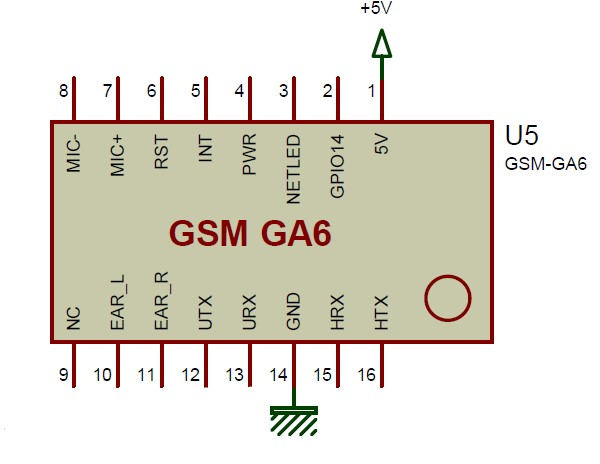 +5V
8 7 6 5 4 3 2 1
U5
GSM-GA6
MIC- MIC+ RST INT PWR NETLED GPIO14 5V
GSM GA6
NC EAR_L EAR_R UTX URX GND HRX HTX
9 10 11 12 13 14 15 16